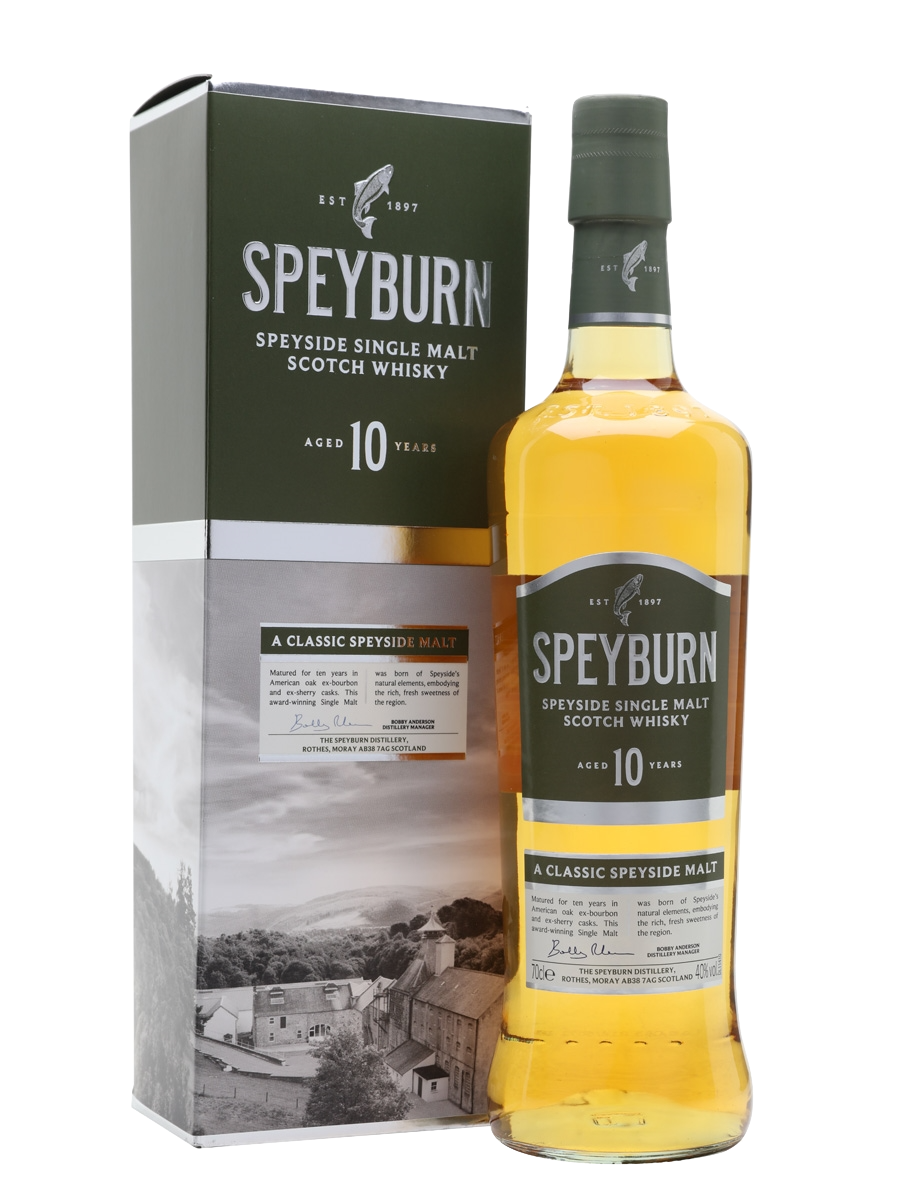 EST 1897
SPEYBURN
SPEYSIDE SINGLE MALT
SCOTCH WHISKY
AGED 10 YEARS
A CLASSIC SPEYSIDE MALT
Matured for ten years in
American oak ex-bourbon
and ex-sherry casks. This
award-winning Single Malt
was born of Speyside's
natural elements, embodying
the rich, fresh sweetness of
the region.
BOBBY ANDERSON
DISTILLERY MANAGER
THE SPEYBURN DISTILLERY,
ROTHES, MORAY AB38 7AG SCOTLAND
EST 1897
EST 1897
SPEYBURN
SPEYSIDE SINGLE MALT
SCOTCH WHISKY
AGED 10 YEARS
A CLASSIC SPEYSIDE MALT
Matured for ten years in
American oak ex-bourbon
and ex-sherry casks. This
award-winning Single Malt
was born of Speyside's
natural elements, embodying
the rich, fresh sweetness of
the region.
BOBBY ANDERSON
DISTILLERY MANAGER
70cl℮ THE SPEYBURN DISTILLERY, 40%vol
ROTHES, MORAY AB38 7AG SCOTLAND